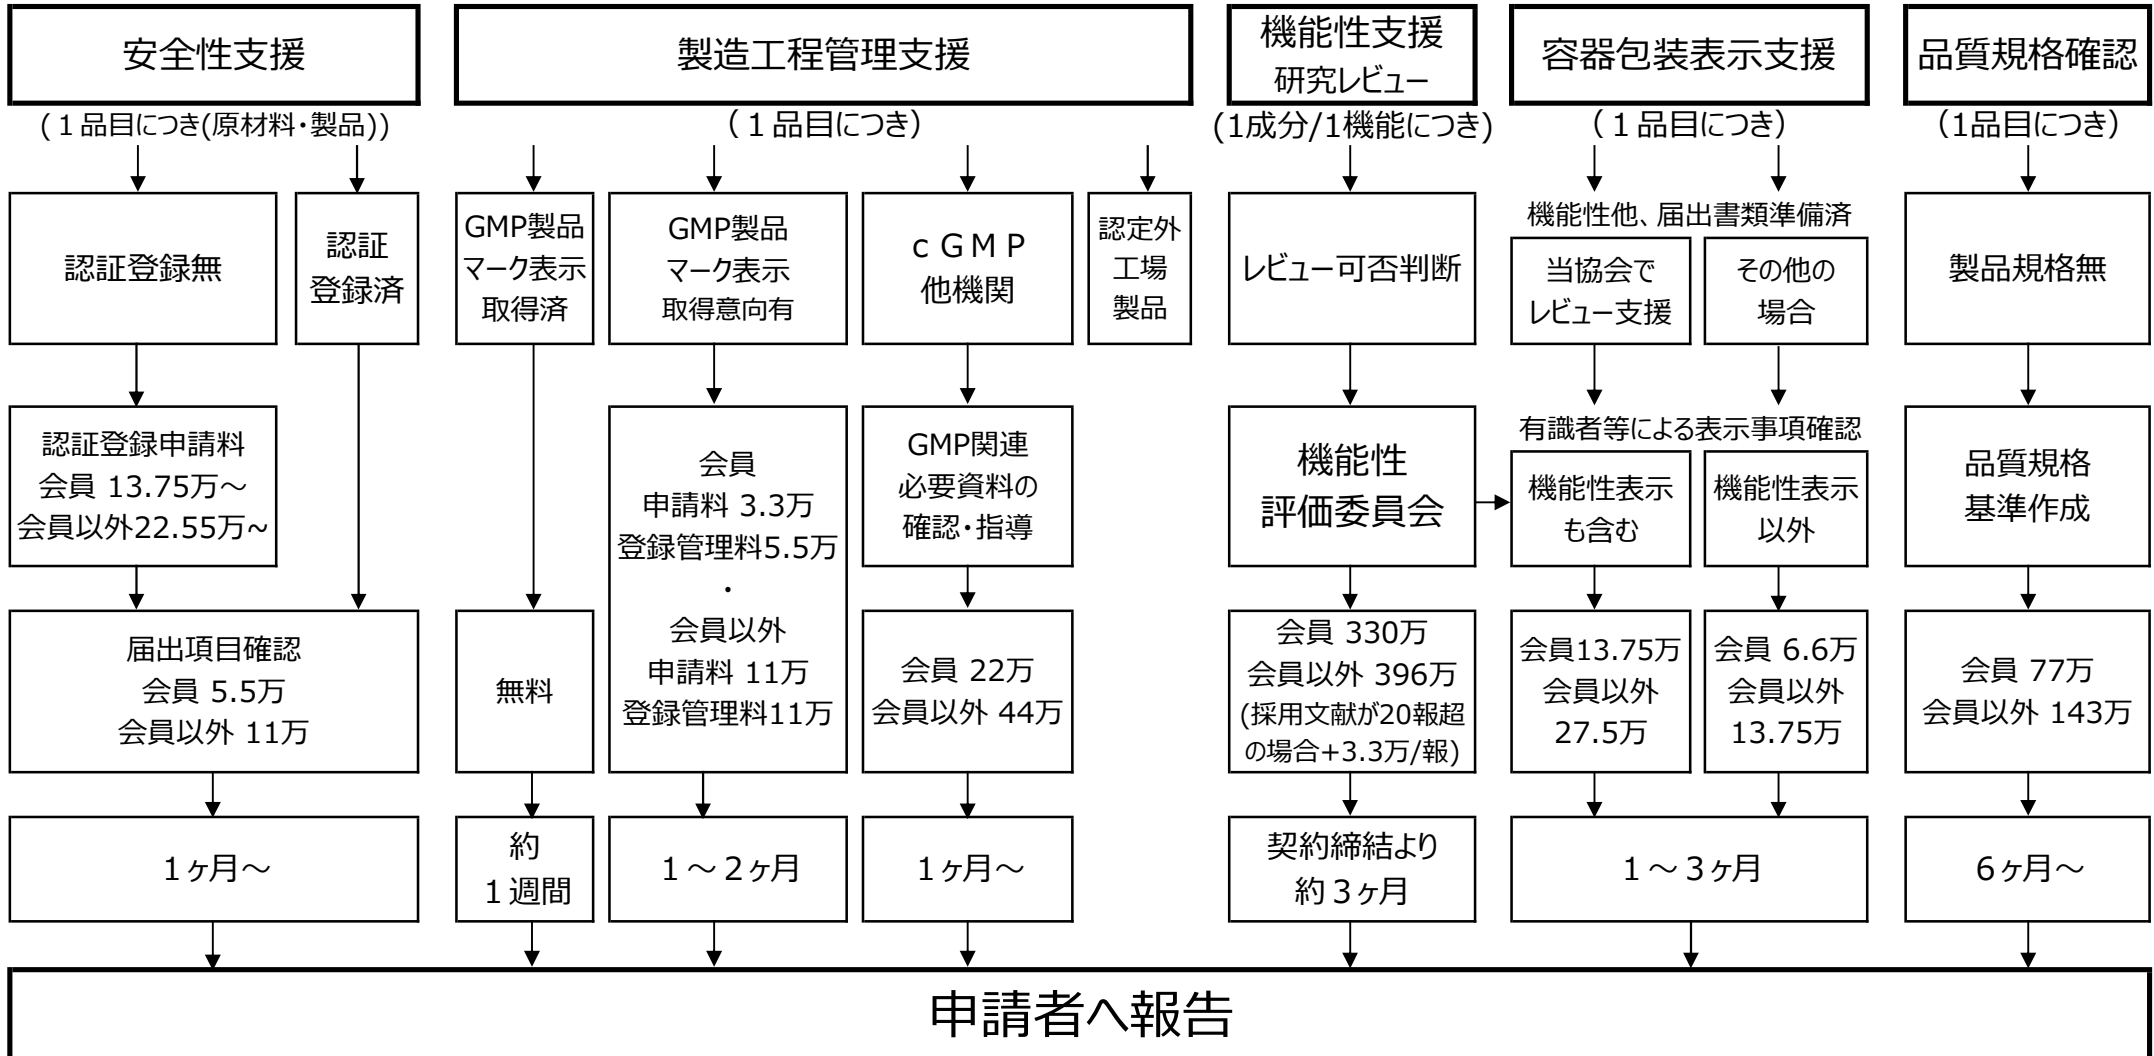 安全性支援
(１品目につき(原材料・製品))
認証登録無
認証
登録済
認証登録申請料
会員 13.75万～
会員以外22.55万~
届出項目確認
会員 5.5万
会員以外 11万
1ヶ月～
製造工程管理支援
（１品目につき）
GMP製品
マーク表示
取得済
無料
約
１週間
GMP製品
マーク表示
取得意向有
会員
申請料 3.3万
登録管理料5.5万
・
会員以外
申請料 11万
登録管理料11万
１～２ヶ月
ｃＧＭＰ
他機関
GMP関連
必要資料の
確認・指導
会員 22万
会員以外 44万
1ヶ月～
認定外
工場
製品
機能性支援
研究レビュー
(1成分/1機能につき)
レビュー可否判断
機能性
評価委員会
会員 330万
会員以外 396万
(採用文献が20報超
の場合+3.3万/報)
契約締結より
約３ヶ月
容器包装表示支援
（１品目につき）
機能性他、届出書類準備済
当協会で
レビュー支援
その他の
場合
有識者等による表示事項確認
機能性表示
も含む
機能性表示
以外
会員13.75万
会員以外
27.5万
会員 6.6万
会員以外
13.75万
１～３ヶ月
品質規格確認
（1品目につき）
製品規格無
品質規格
基準作成
会員 77万
会員以外 143万
6ヶ月～
申請者へ報告